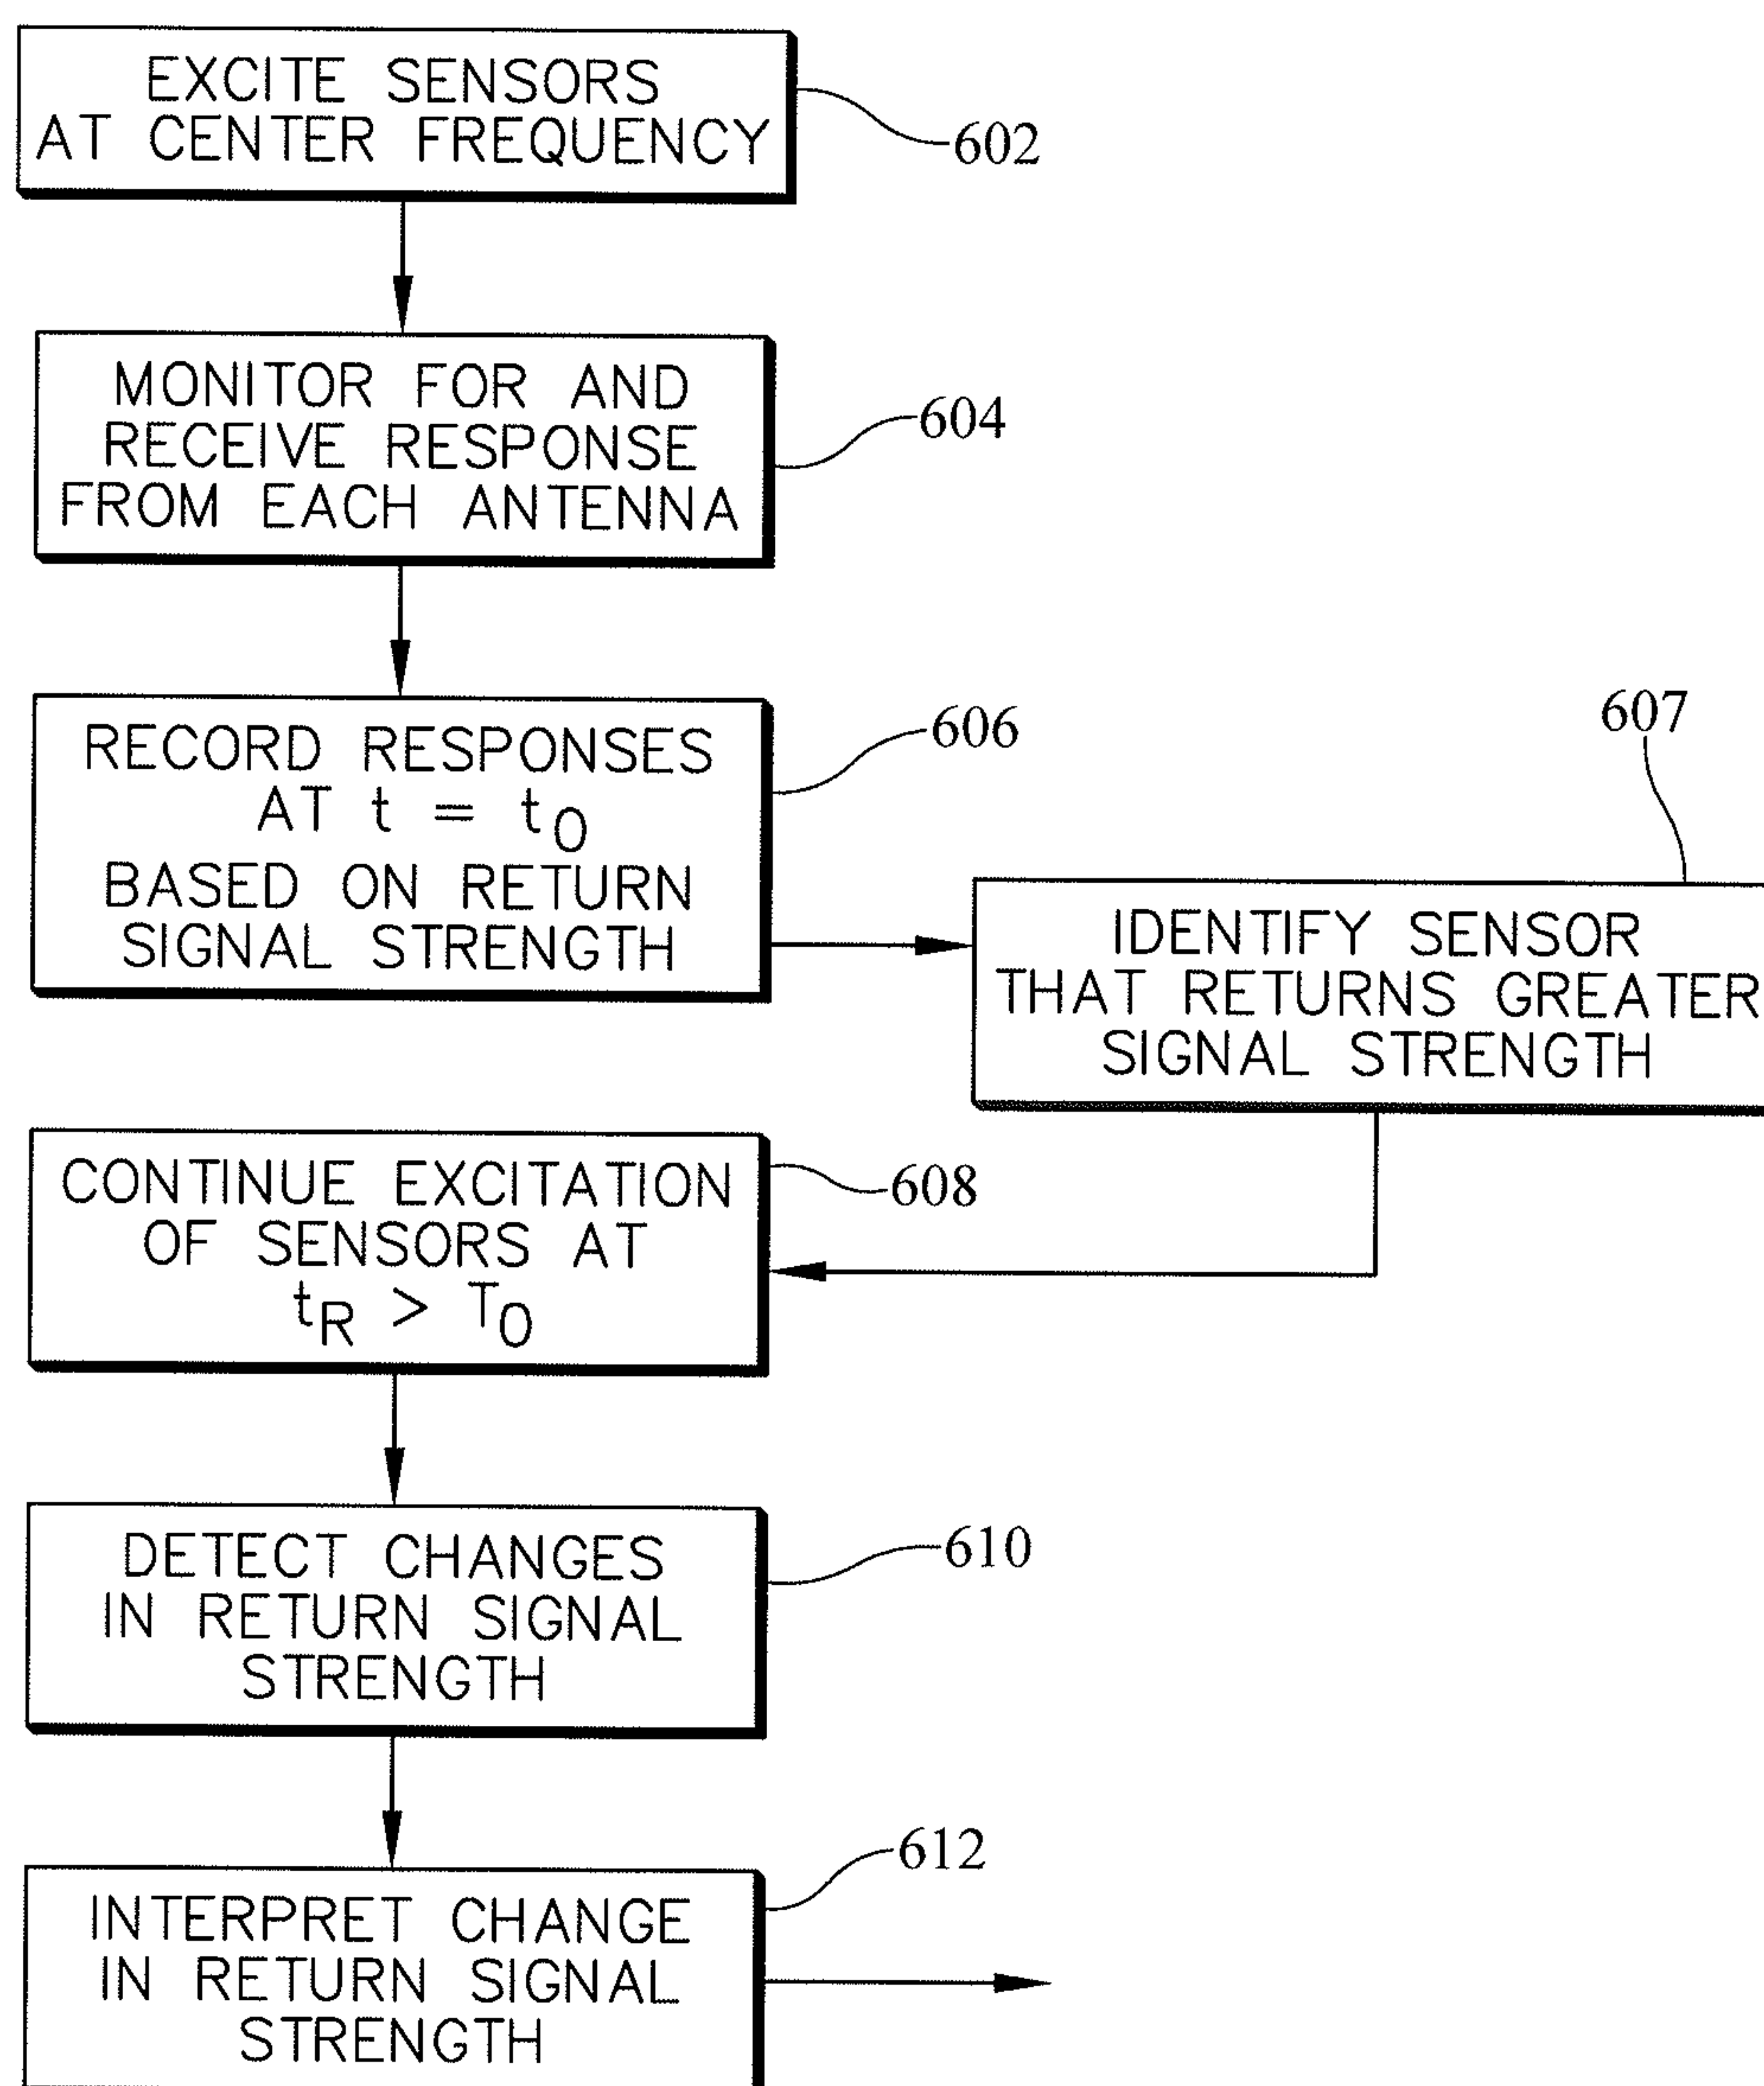 EXCITE SENSORS
AT CENTER FREQUENCY
602
MONITOR FOR AND
RECEIVE RESPONSE
FROM EACH ANTENNA
604
RECORD RESPONSES
AT t = t0
BASED ON RETURN
SIGNAL STRENGTH
606
607
IDENTIFY SENSOR
THAT RETURNS GREATER
SIGNAL STRENGTH
CONTINUE EXCITATION
OF SENSORS AT
tR > T0
608
DETECT CHANGES
IN RETURN SIGNAL
STRENGTH
610
INTERPRET CHANGE
IN RETURN SIGNAL
STRENGTH
612